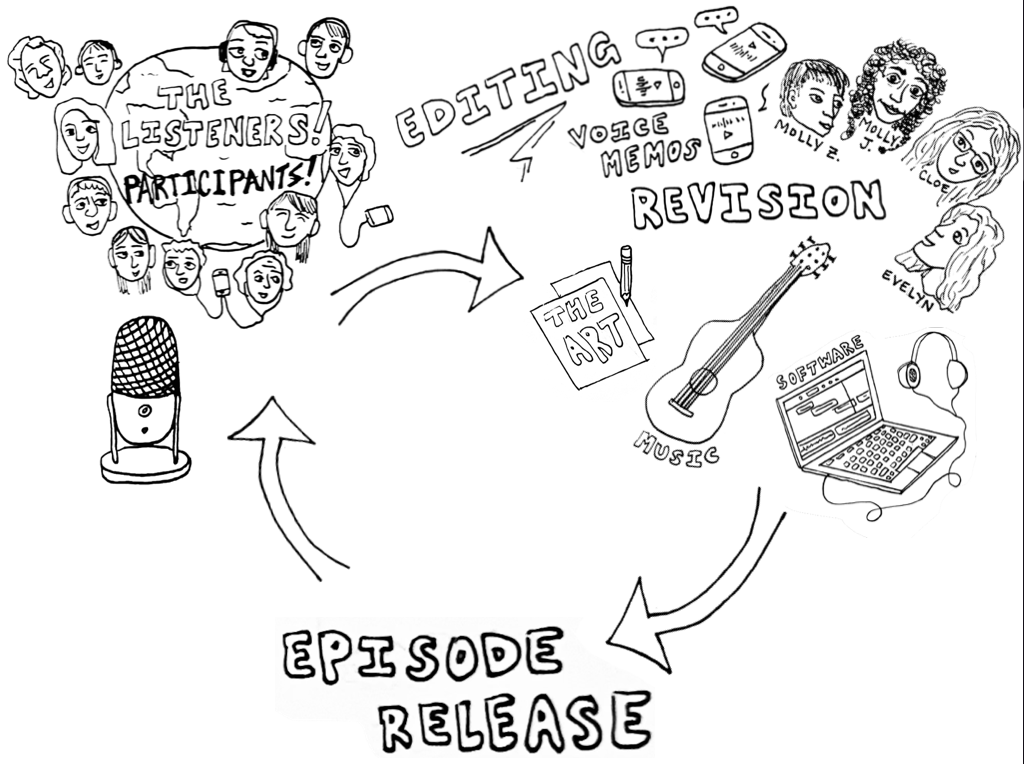 THE
LISTENERS!
PARTICIPANTS!
EDITING
VOICE
MEMOS
MOLLY Z.
MOLLY
J.
CLOE
EVELYN
REVISION
THE
ART
MUSIC
SOFTWARE
EPISODE
RELEASE